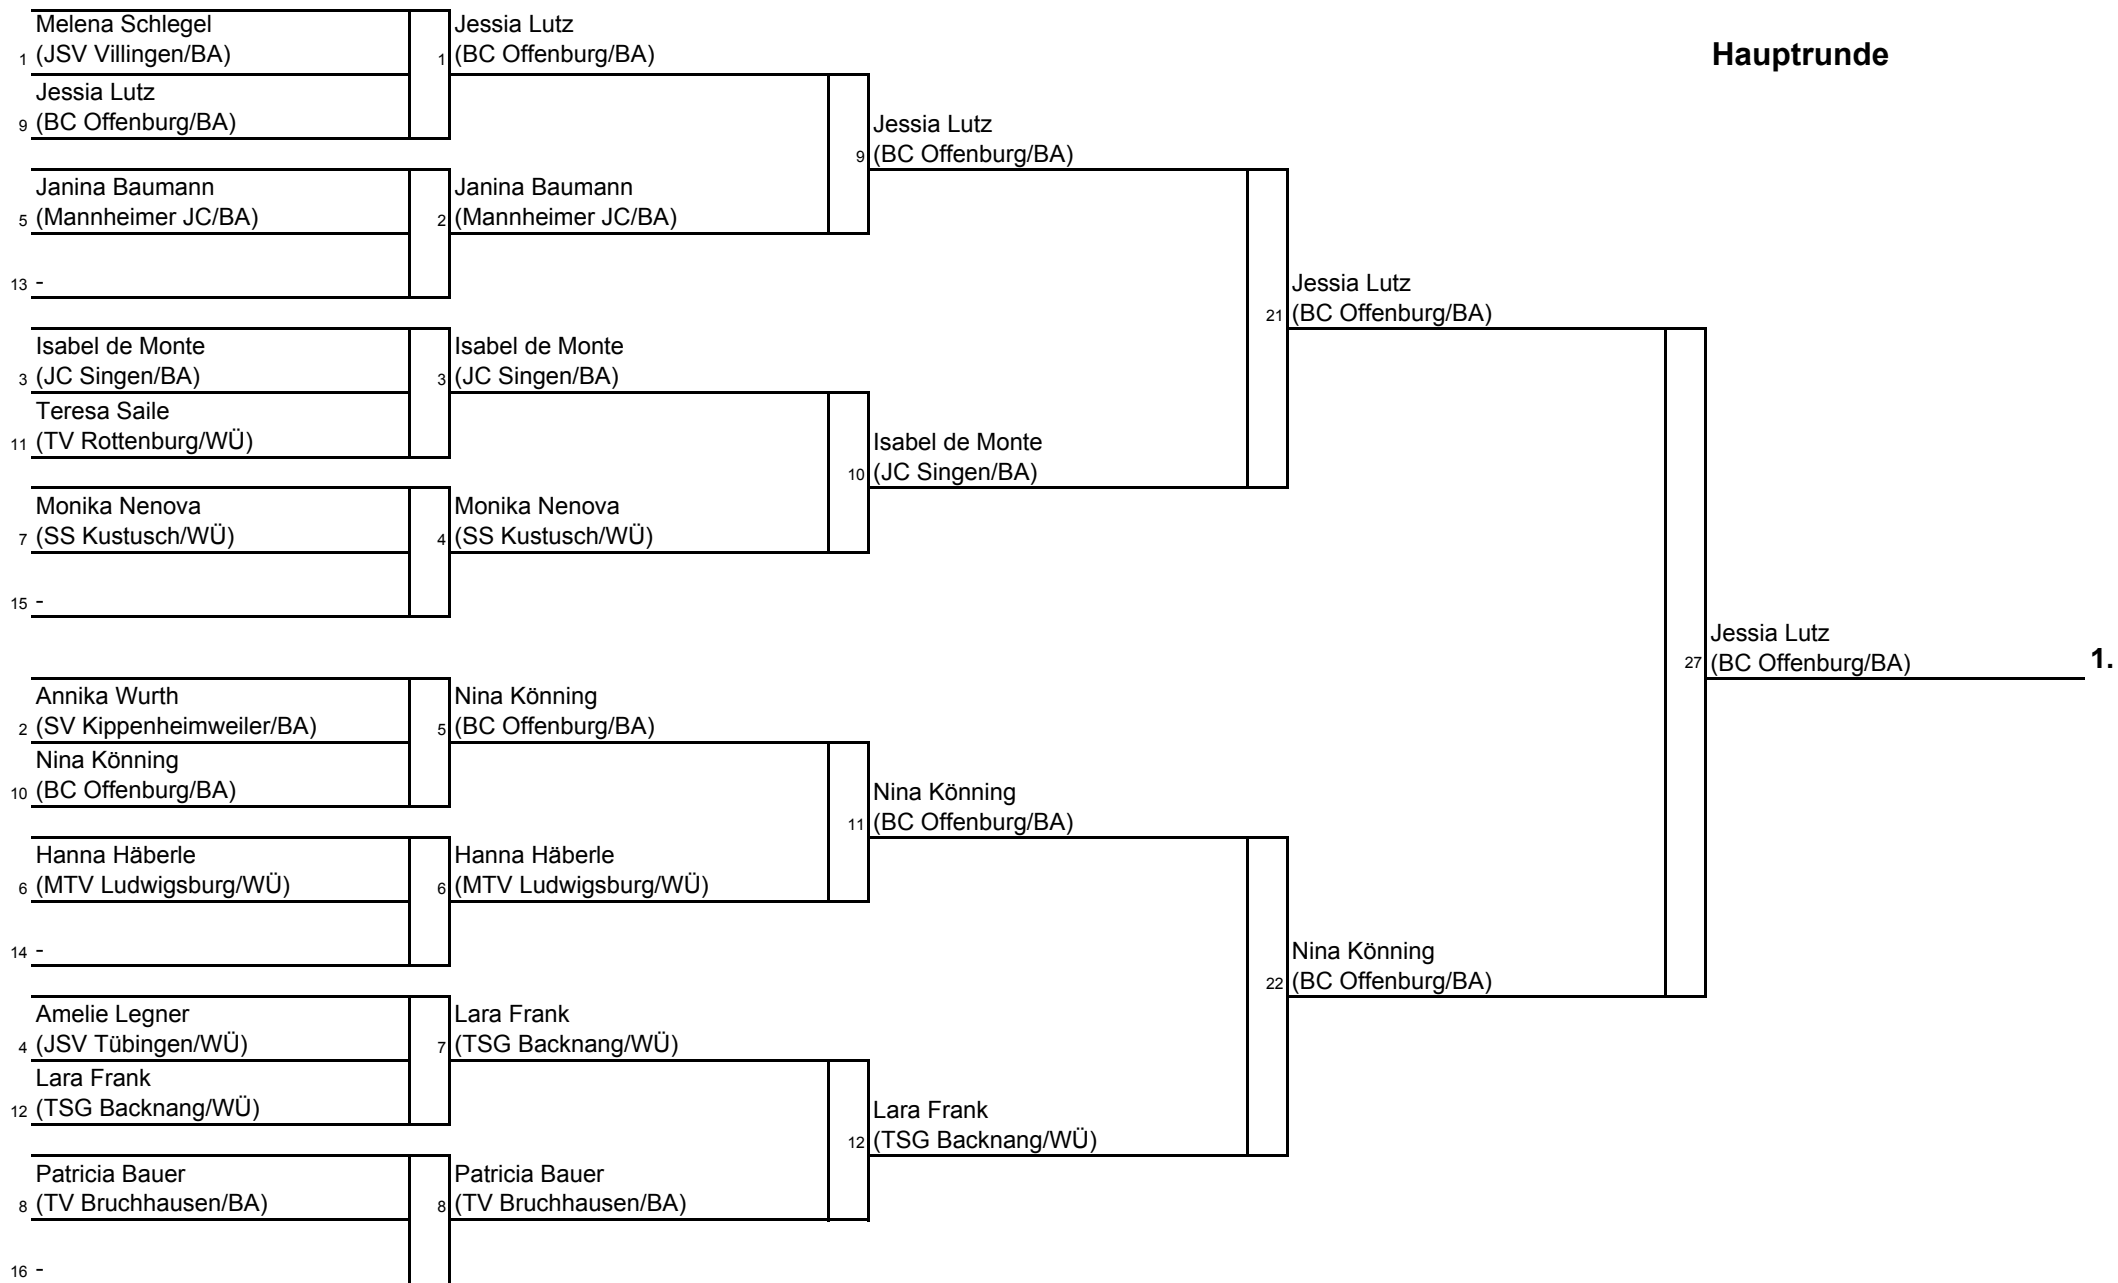 Hauptrunde
Melena Schlegel
1 (JSV Villingen/BA)
Jessia Lutz
9 (BC Offenburg/BA)
Janina Baumann
5 (Mannheimer JC/BA)
13 -
Isabel de Monte
3 (JC Singen/BA)
Teresa Saile
11 (TV Rottenburg/WÜ)
Monika Nenova
7 (SS Kustusch/WÜ)
15 -
Annika Wurth
2 (SV Kippenheimweiler/BA)
Nina Könning
10 (BC Offenburg/BA)
Hanna Häberle
6 (MTV Ludwigsburg/WÜ)
14 -
Amelie Legner
4 (JSV Tübingen/WÜ)
Lara Frank
12 (TSG Backnang/WÜ)
Patricia Bauer
8 (TV Bruchhausen/BA)
16 -
Jessia Lutz
1 (BC Offenburg/BA)
Janina Baumann
2 (Mannheimer JC/BA)
Isabel de Monte
3 (JC Singen/BA)
Monika Nenova
4 (SS Kustusch/WÜ)
Nina Könning
5 (BC Offenburg/BA)
Hanna Häberle
6 (MTV Ludwigsburg/WÜ)
Lara Frank
7 (TSG Backnang/WÜ)
Patricia Bauer
8 (TV Bruchhausen/BA)
Jessia Lutz
9 (BC Offenburg/BA)
Isabel de Monte
10 (JC Singen/BA)
Nina Könning
11 (BC Offenburg/BA)
Lara Frank
12 (TSG Backnang/WÜ)
Jessia Lutz
21 (BC Offenburg/BA)
Nina Könning
22 (BC Offenburg/BA)
Jessia Lutz
27 (BC Offenburg/BA) 1.